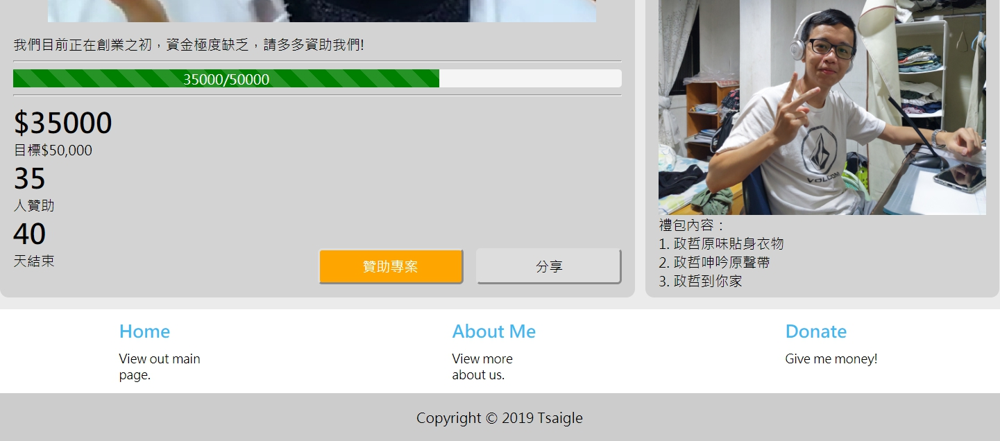 我們目前正在創業之初，資金極度缺乏，請多多資助我們!
35000/50000
$35000
目標$50,000
35
人贊助
40
天結束
贊助專案
分享
VOLCOM
禮包內容：
1. 政哲原味貼身衣物
2. 政哲呻吟原聲帶
3. 政哲到你家
Home
View out main
page.
About Me
View more
about us.
Donate
Give me money!
Copyright © 2019 Tsaigle